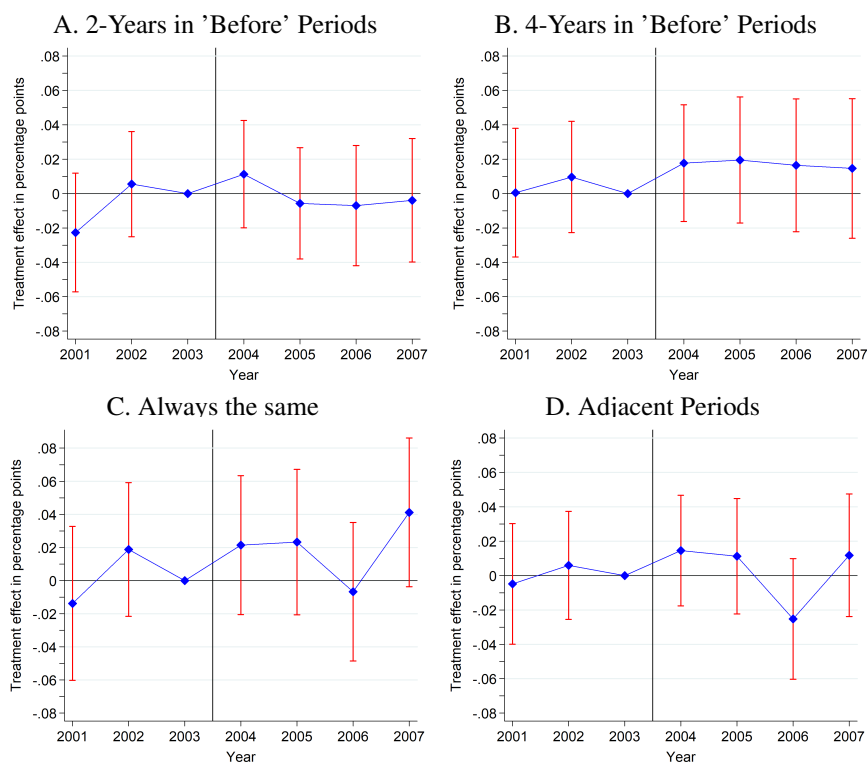 A. 2-Years in ’Before’ Periods
Treatment effect in percentage points
.08
.06
.04
.02
0
-.02
-.04
-.06
-.08
2001 2002 2003 2004 2005 2006 2007
Year
B. 4-Years in ’Before’ Periods
Treatment effect in percentage points
.08
.06
.04
.02
0
-.02
-.04
-.06
-.08
2001 2002 2003 2004 2005 2006 2007
Year
C. Always the same
Treatment effect in percentage points
.08
.06
.04
.02
0
-.02
-.04
-.06
-.08
2001 2002 2003 2004 2005 2006 2007
Year
D. Adjacent Periods
Treatment effect in percentage points
.08
.06
.04
.02
0
-.02
-.04
-.06
-.08
2001 2002 2003 2004 2005 2006 2007
Year